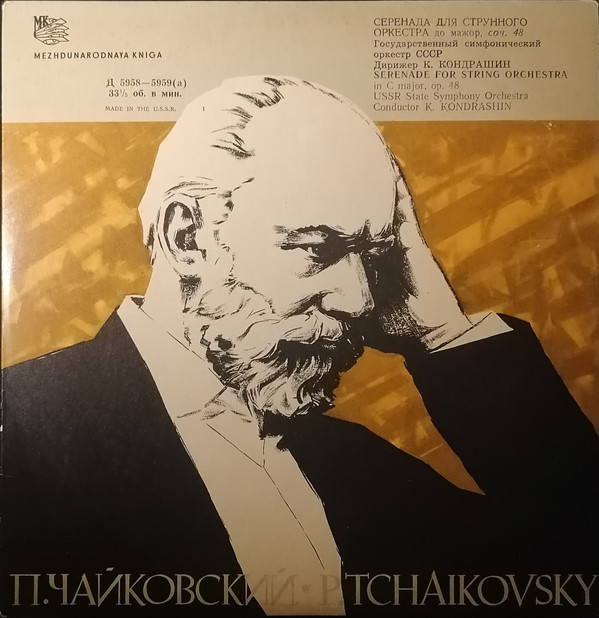 МК
MEZHDUNARODNAYA KNIGA
Д 5958—5959(а)
33⅓ об. в мин.
MADE IN THE U.S.S.R.
СЕРЕНАДА ДЛЯ СТРУННОГО
ОРКЕСТРА до мажор, соч. 48
Государственный симфонический
оркестр СССР
Дирижер К. КОНДРАШИН
SERENADE FOR STRING ORCHESTRA
in C major, op. 48
USSR State Symphony Orchestra
Conductor K. KONDRASHIN
П.ЧАЙКОВСКИЙ · P.TCHAIKOVSKY